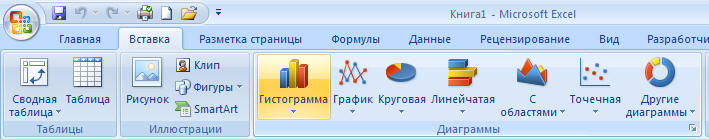 Книга1 - Microsoft Excel
Главная Вставка Разметка страницы Формулы Данные Рецензирование Вид Разработчи
Сводная таблица Таблица
Таблицы
Рисунок
Клип
Фигуры
SmartArt
Иллюстрации
Гистограмма График Круговая Линейчатая С областями Точечная Другие диаграммы
Диаграммы